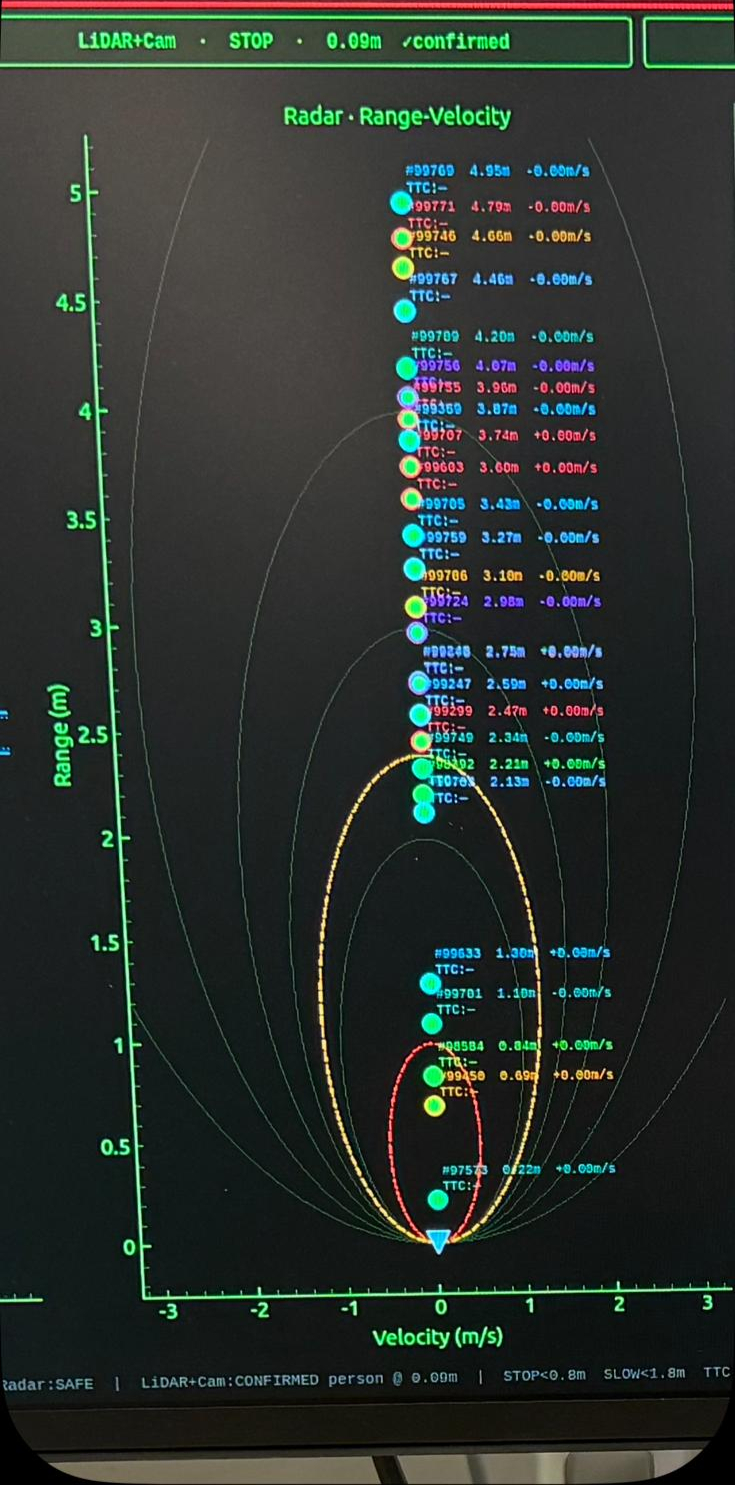 LiDAR+Cam · STOP · 0.09m ✓confirmed
Radar · Range-Velocity
#99769 4.95m -0.00m/s
TTC:—
#99771 4.79m -0.00m/s
TTC:—
#99746 4.66m -0.00m/s
TTC:—
#99767 4.46m -0.00m/s
TTC:—
#99709 4.20m -0.00m/s
TTC:—
#99756 4.07m -0.00m/s
#99755 3.96m -0.00m/s
#99369 3.87m -0.00m/s
TTC:—
#99707 3.74m +0.00m/s
TTC:—
#99603 3.60m +0.00m/s
TTC:—
#99705 3.43m -0.00m/s
TTC:—
#99759 3.27m -0.00m/s
TTC:—
#99706 3.10m -0.00m/s
TTC:—
#99724 2.98m -0.00m/s
TTC:—
2.75m +0.00m/s
TTC:—
#99247 2.59m +0.00m/s
TTC:—
#99299 2.47m +0.00m/s
TTC:—
#99749 2.34m -0.00m/s
TTC:—
2.21m +0.00m/s
2.13m -0.00m/s
TTC:—
#99633 1.30m +0.00m/s
TTC:—
#99701 1.10m -0.00m/s
TTC:—
#98584 0.84m +0.00m/s
TTC:—
#99450 0.69m +0.00m/s
TTC:—
#97573 0.22m +0.00m/s
TTC:—
5
4.5
4
3.5
3
2.5
2
1.5
1
0.5
0
Range (m)
-3 -2 -1 0 1 2 3
Velocity (m/s)
Radar:SAFE | LiDAR+Cam:CONFIRMED person @ 0.09m | STOP<0.8m SLOW<1.8m TTC